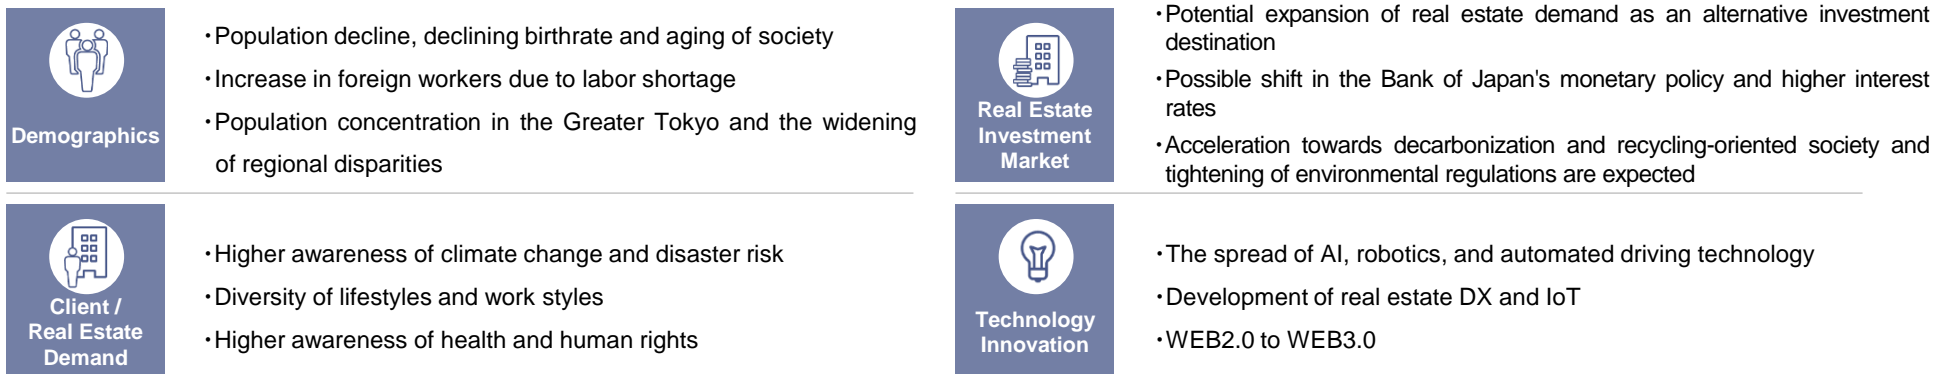 Demographics
・Population decline, declining birthrate and aging of society
・Increase in foreign workers due to labor shortage
・Population concentration in the Greater Tokyo and the widening
of regional disparities
Real Estate
Investment
Market
・Potential expansion of real estate demand as an alternative investment
destination
・Possible shift in the Bank of Japan's monetary policy and higher interest
rates
・Acceleration towards decarbonization and recycling-oriented society and
tightening of environmental regulations are expected
Client /
Real Estate
Demand
・Higher awareness of climate change and disaster risk
・Diversity of lifestyles and work styles
・Higher awareness of health and human rights
Technology
Innovation
・The spread of AI, robotics, and automated driving technology
・Development of real estate DX and IoT
・WEB2.0 to WEB3.0